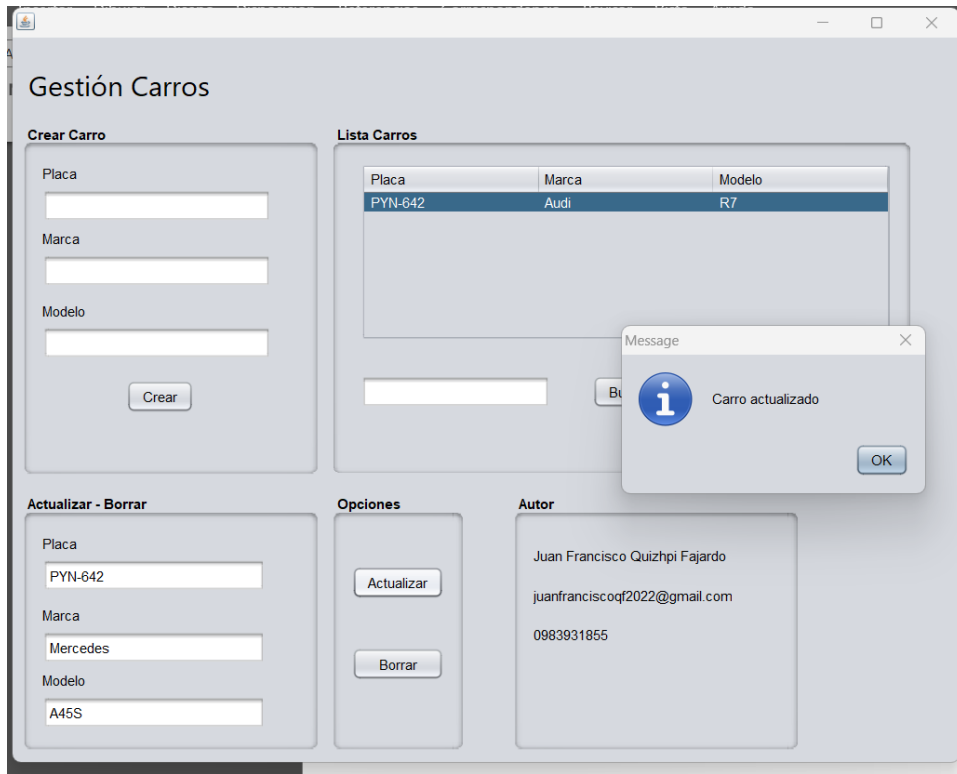 Gestión Carros
Crear Carro
Placa
Marca
Modelo
Crear
Lista Carros
Placa Marca Modelo
PYN-642 Audi R7
Message
Carro actualizado
OK
Actualizar - Borrar
Placa
PYN-642
Marca
Mercedes
Modelo
A45S
Opciones
Actualizar
Borrar
Autor
Juan Francisco Quizhpi Fajardo
juanfranciscoqf2022@gmail.com
0983931855